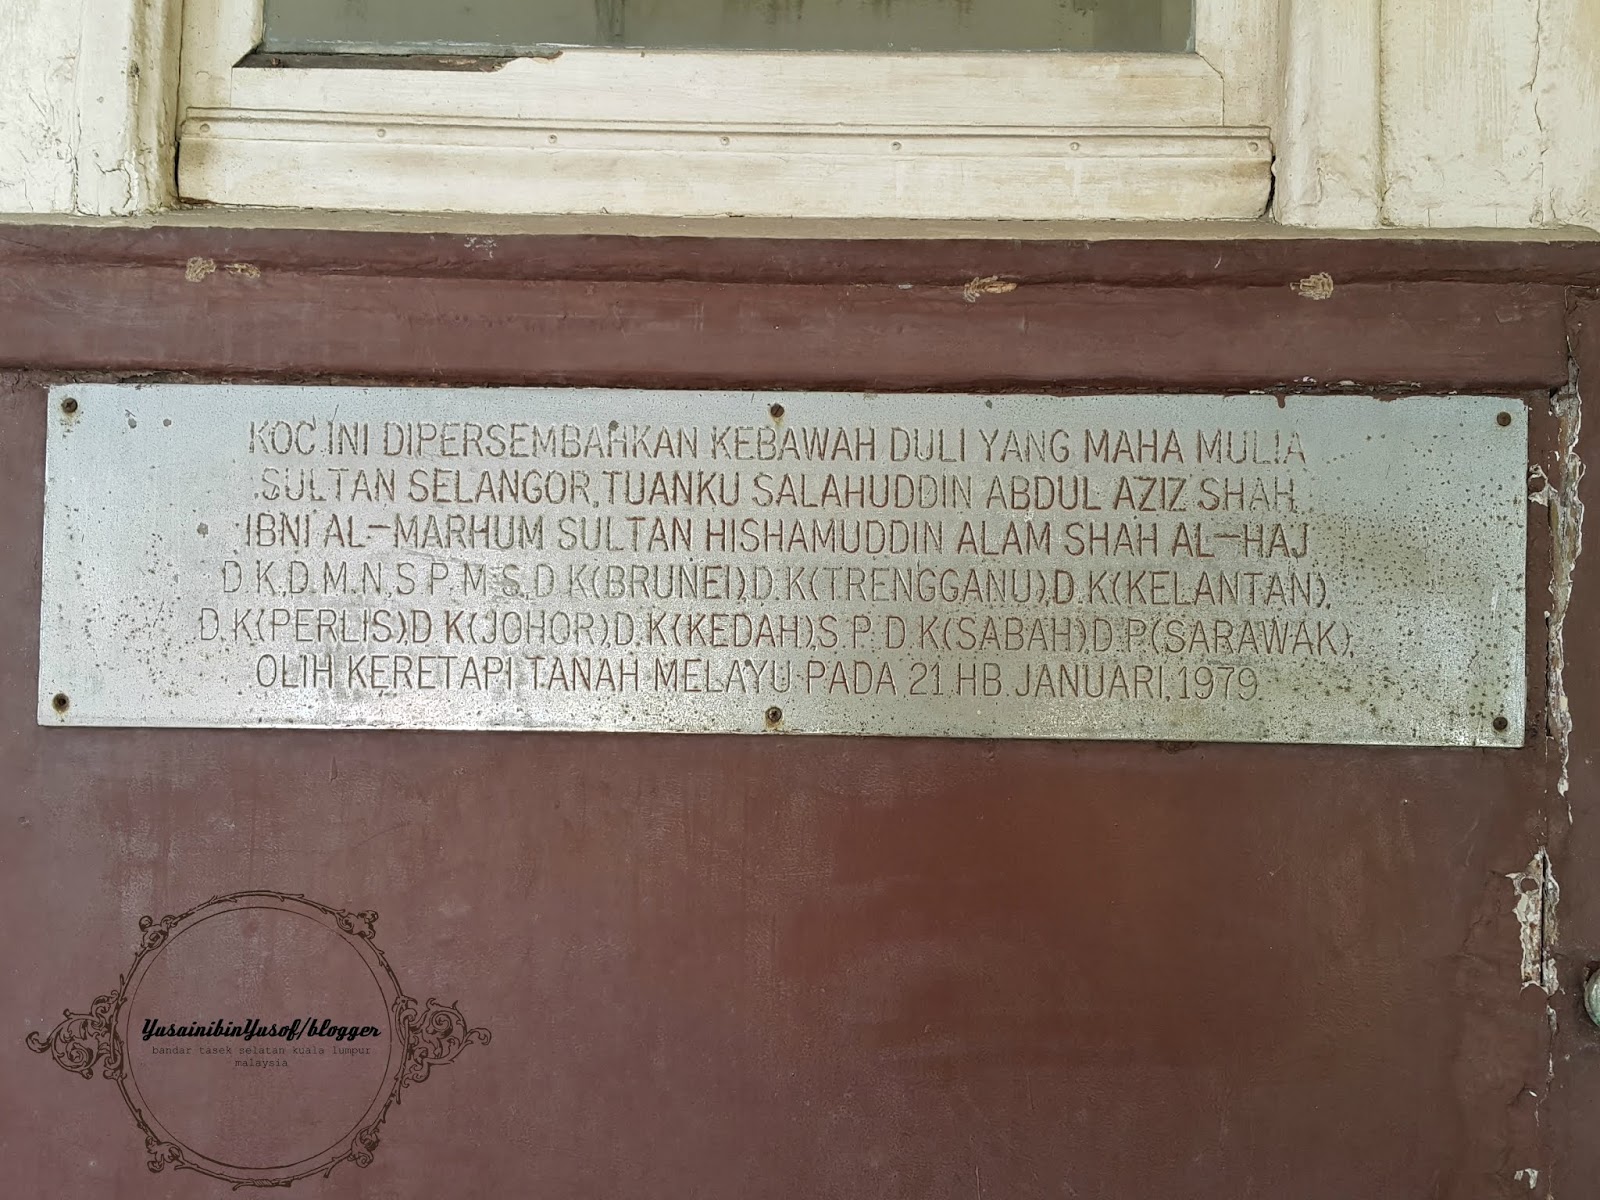 KOC INI DIPERSEMBAHKAN KEBAWAH DULI YANG MAHA MULIA
SULTAN SELANGOR, TUANKU SALAHUDDIN ABDUL AZIZ SHAH
IBNI AL-MARHUM SULTAN HISHAMUDDIN ALAM SHAH AL-HAJ
D.K,D.M.N,S.P.M.S,D.K(BRUNEI),D.K(TRENGGANU),D.K(KELANTAN),
D.K(PERLIS),D.K(JOHOR),D.K(KEDAH),S.P.D.K(SABAH)D.P(SARAWAK),
OLIH KERETAPI TANAH MELAYU PADA 21 HB. JANUARI, 1979
YusainibinYusof/blogger
bandar tasek selatan kuala lumpur
malaysia